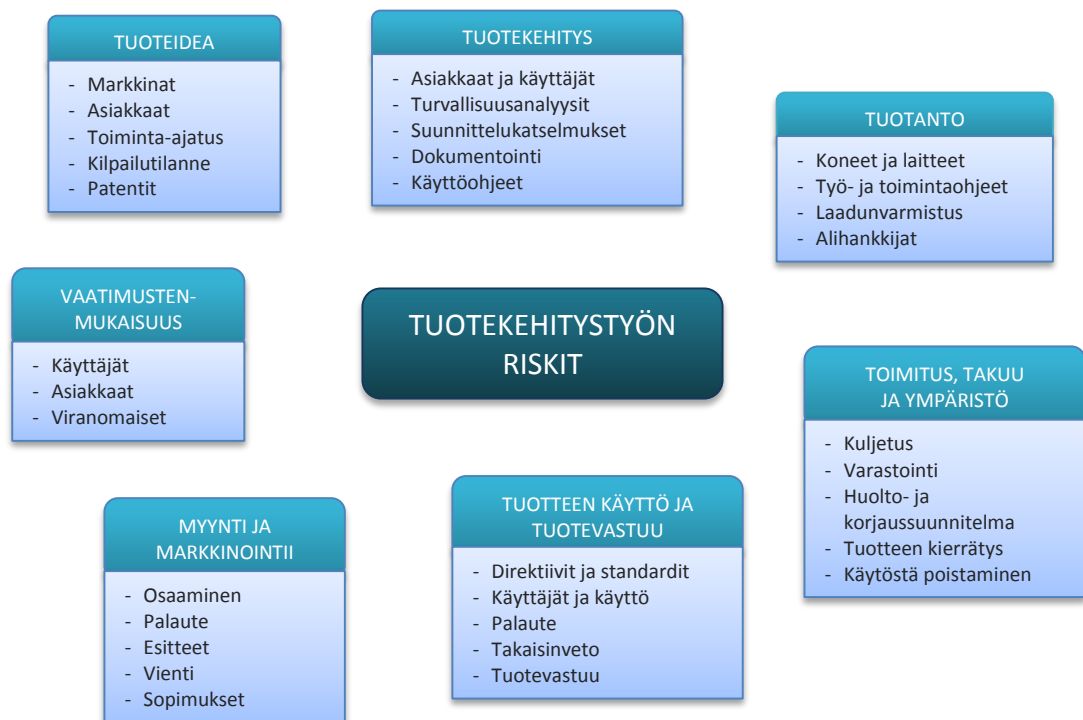 TUOTEIDEA
- Markkinat
- Asiakkaat
- Toiminta-ajatus
- Kilpailutilanne
- Patentit
TUOTEKEHITYS
- Asiakkaat ja käyttäjät
- Turvallisuusanalyysit
- Suunnittelukatselmukset
- Dokumentointi
- Käyttöohjeet
TUOTANTO
- Koneet ja laitteet
- Työ- ja toimintaohjeet
- Laadunvarmistus
- Alihankkijat
VAATIMUSTEN-
MUKAISUUS
- Käyttäjät
- Asiakkaat
- Viranomaiset
TUOTEKEHITYSTYÖN
RISKIT
TOIMITUS, TAKUU
JA YMPÄRISTÖ
- Kuljetus
- Varastointi
- Huolto- ja
korjaussuunnitelma
- Tuotteen kierrätys
- Käytöstä poistaminen
MYYNTI JA
MARKKINOINTII
- Osaaminen
- Palaute
- Esitteet
- Vienti
- Sopimukset
TUOTTEEN KÄYTTÖ JA
TUOTEVASTUU
- Direktiivit ja standardit
- Käyttäjät ja käyttö
- Palaute
- Takaisinveto
- Tuotevastuu